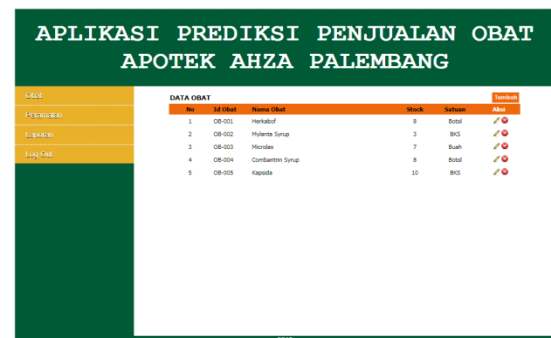 APLIKASI PREDIKSI PENJUALAN OBAT
APOTEK AHZA PALEMBANG
Obat
Peramalan
Laporan
Log Out
DATA OBAT
Tambah
No Id Obat Nama Obat Stock Satuan Aksi
1 OB-001 Herkabof 8 Botol
2 OB-002 Mylanta Syrup 3 BKS
3 OB-003 Microlax 7 Buah
4 OB-004 Combantrin Syrup 8 Botol
5 OB-005 Kapsida 10 BKS